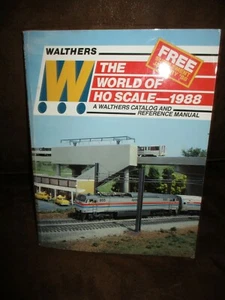 WALTHERS
W
THE
WORLD OF
HO SCALE—1988
A WALTHERS CATALOG AND
REFERENCE MANUAL
FREE